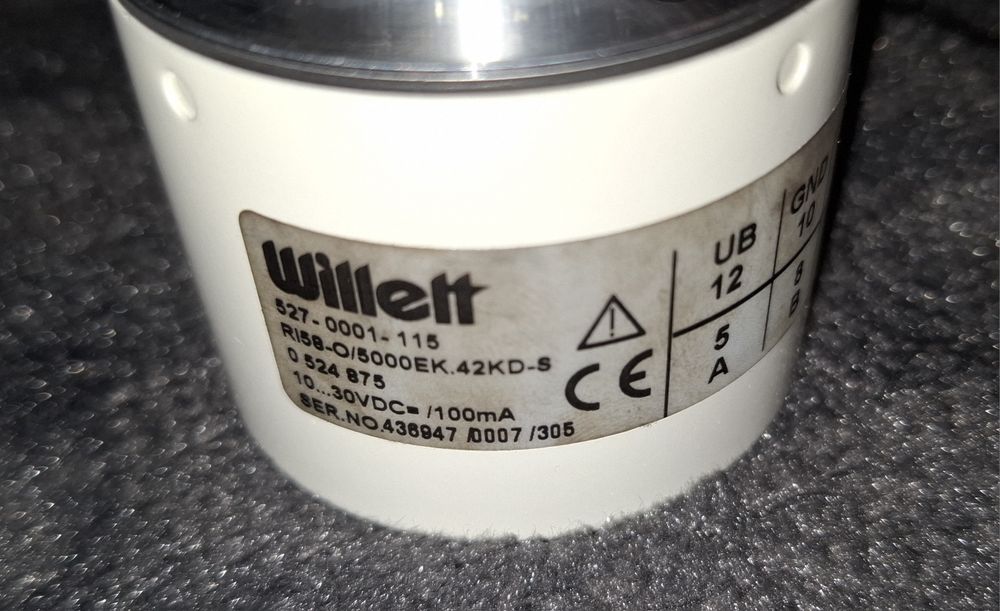 Willett
527-0001-115
RI58-O/5000EK.42KD-S
0 524 875
10...30VDC= /100mA
SER.NO.436947 /0007 /305
CE
UB GND
12 10
5 8
A B